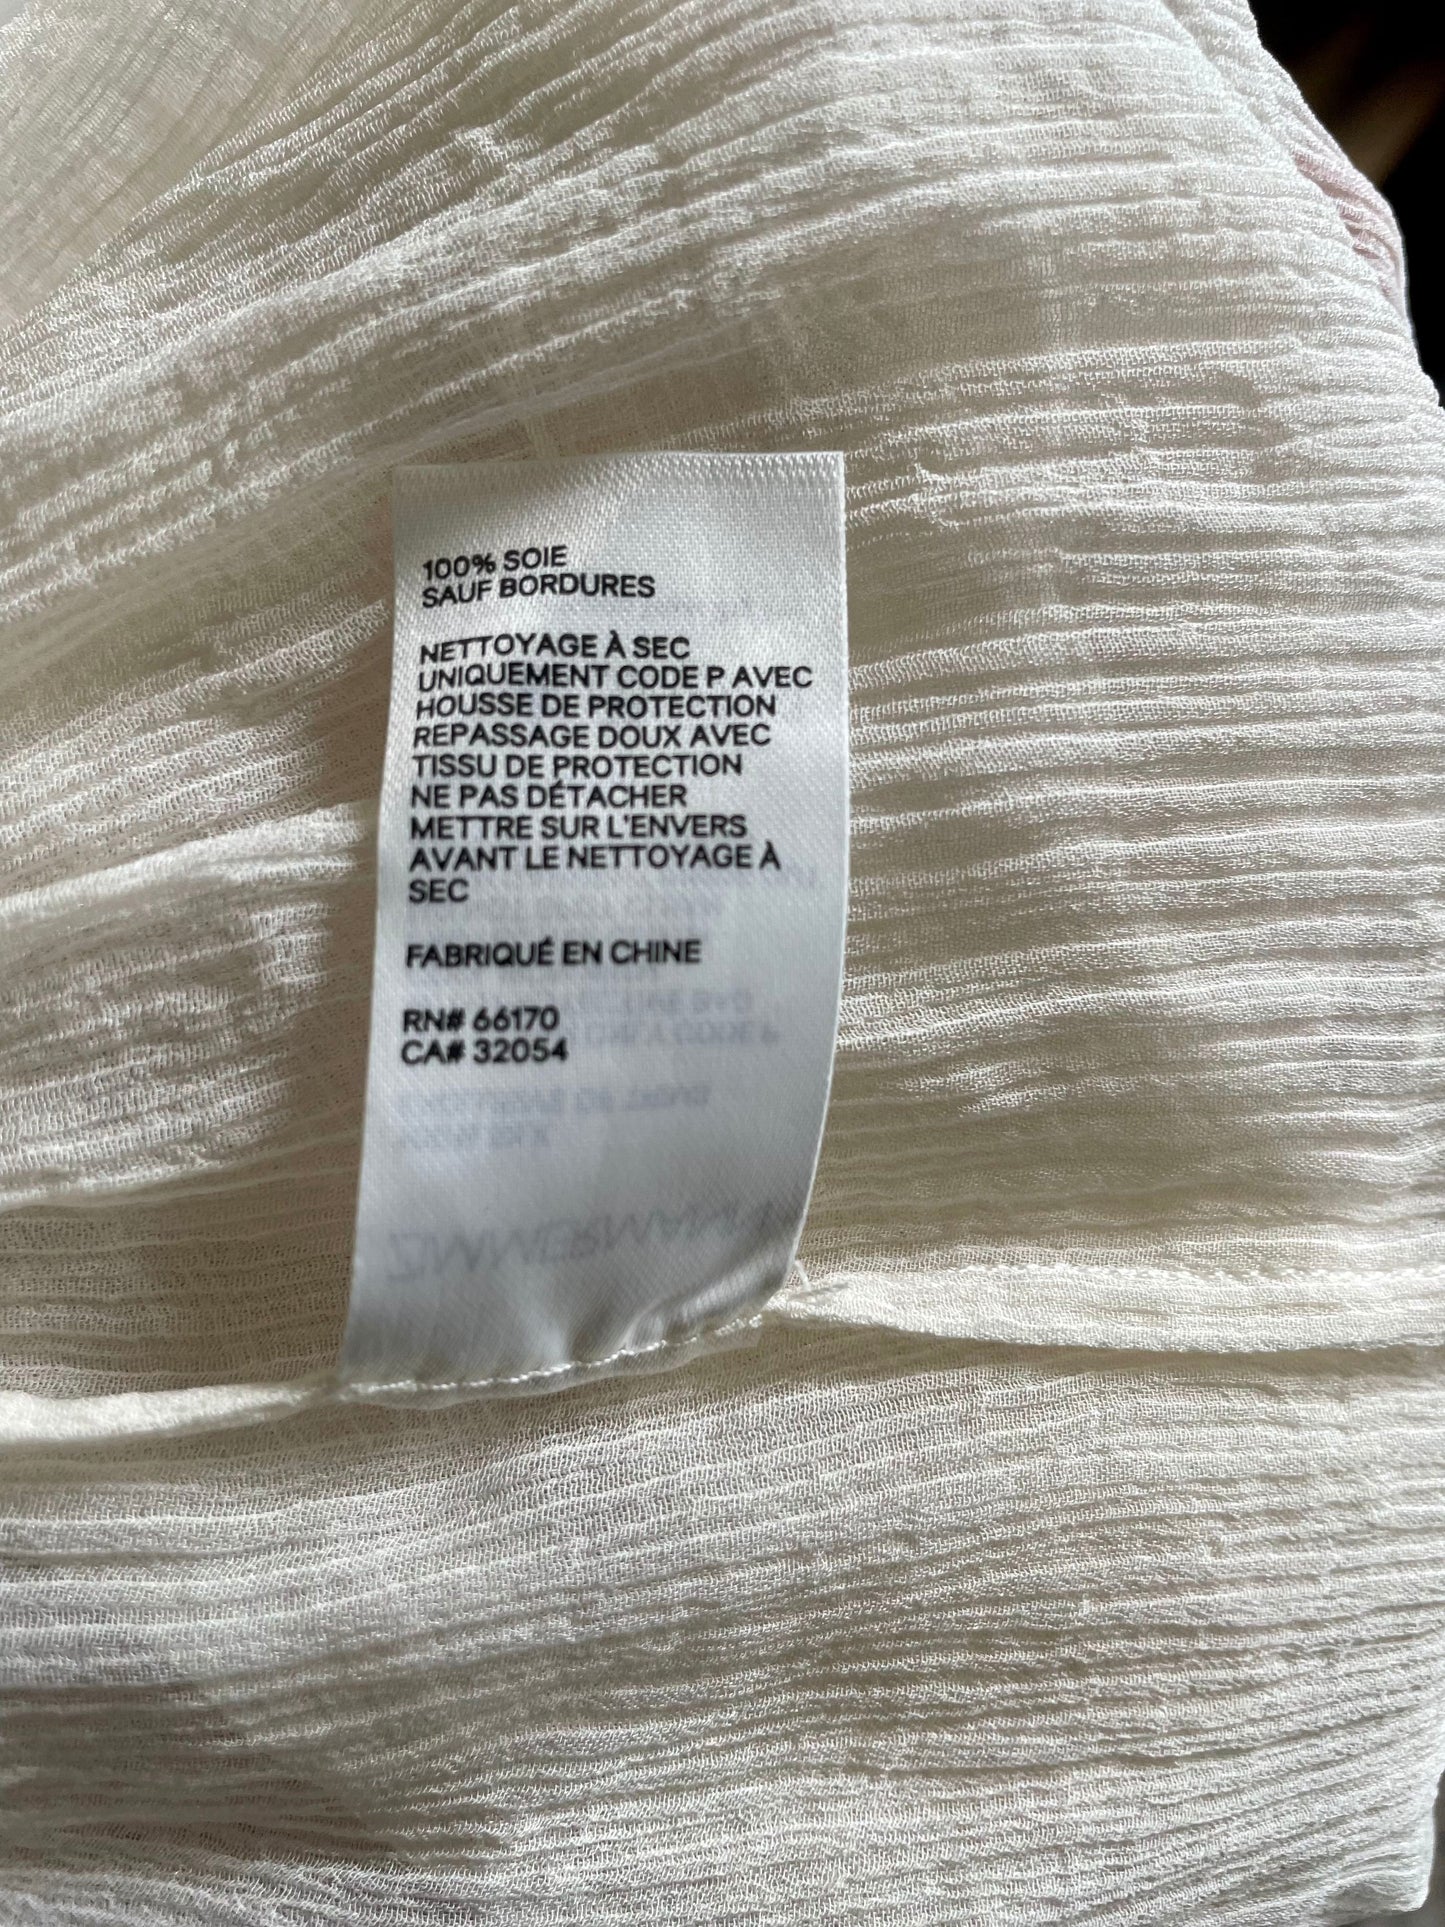 100% SOIE
SAUF BORDURES
NETTOYAGE À SEC
UNIQUEMENT CODE P AVEC
HOUSSE DE PROTECTION
REPASSAGE DOUX AVEC
TISSU DE PROTECTION
NE PAS DÉTACHER
METTRE SUR L'ENVERS
AVANT LE NETTOYAGE À
SEC
FABRIQUÉ EN CHINE
RN# 66170
CA# 32054